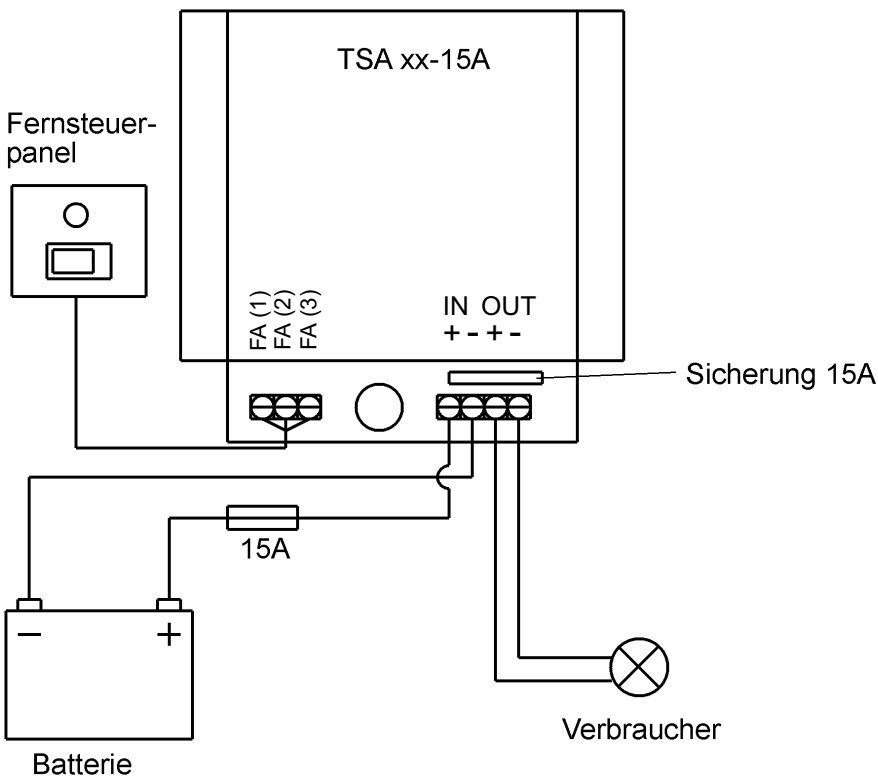 TSA xx-15A
Fernsteuer-
panel
FA (1)
FA (2)
FA (3)
IN OUT
+ - + -
Sicherung 15A
15A
− +
Verbraucher
Batterie